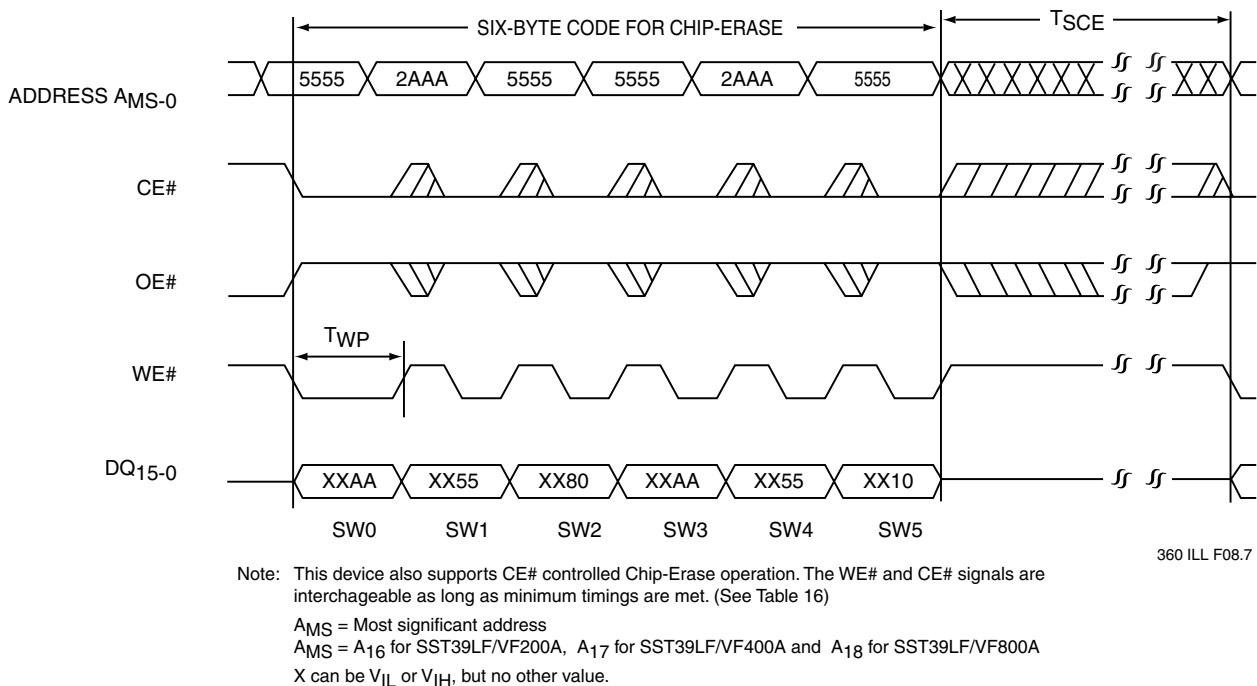 SIX-BYTE CODE FOR CHIP-ERASE
TSCE
ADDRESS AMS-0
5555 2AAA 5555 5555 2AAA 5555
CE#
OE#
TWP
WE#
DQ15-0
XXAA XX55 XX80 XXAA XX55 XX10
SW0 SW1 SW2 SW3 SW4 SW5
360 ILL F08.7
Note: This device also supports CE# controlled Chip-Erase operation. The WE# and CE# signals are
interchageable as long as minimum timings are met. (See Table 16)
AMS = Most significant address
AMS = A16 for SST39LF/VF200A, A17 for SST39LF/VF400A and A18 for SST39LF/VF800A
X can be VIL or VIH, but no other value.